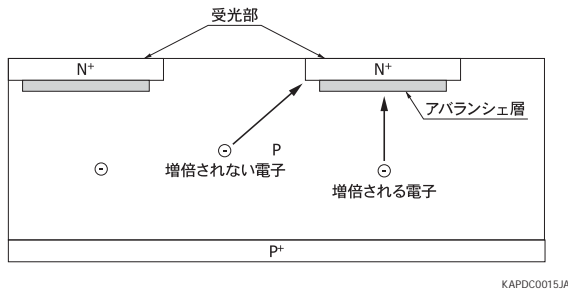 受光部
N+
N+
アバランシェ層
P
増倍されない電子
増倍される電子
P+
KAPDC0015JA